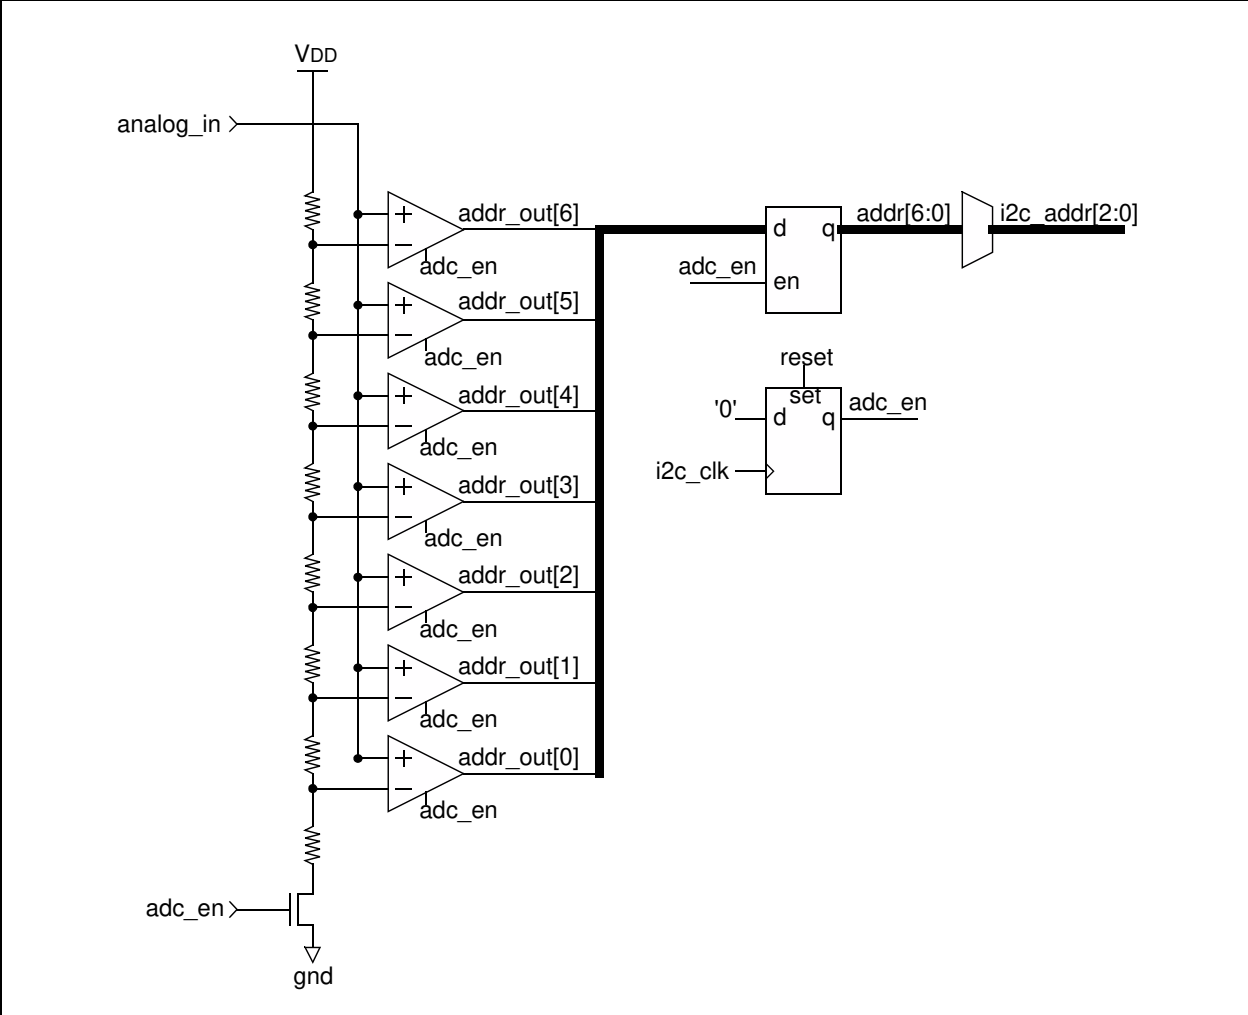 VDD
analog_in
+
addr_out[6]
−
adc_en
+
addr_out[5]
−
adc_en
+
addr_out[4]
−
adc_en
+
addr_out[3]
−
adc_en
+
addr_out[2]
−
adc_en
+
addr_out[1]
−
adc_en
+
addr_out[0]
−
adc_en
adc_en
gnd
d q
adc_en
en
addr[6:0]
i2c_addr[2:0]
reset
set
'0'
d q
adc_en
i2c_clk